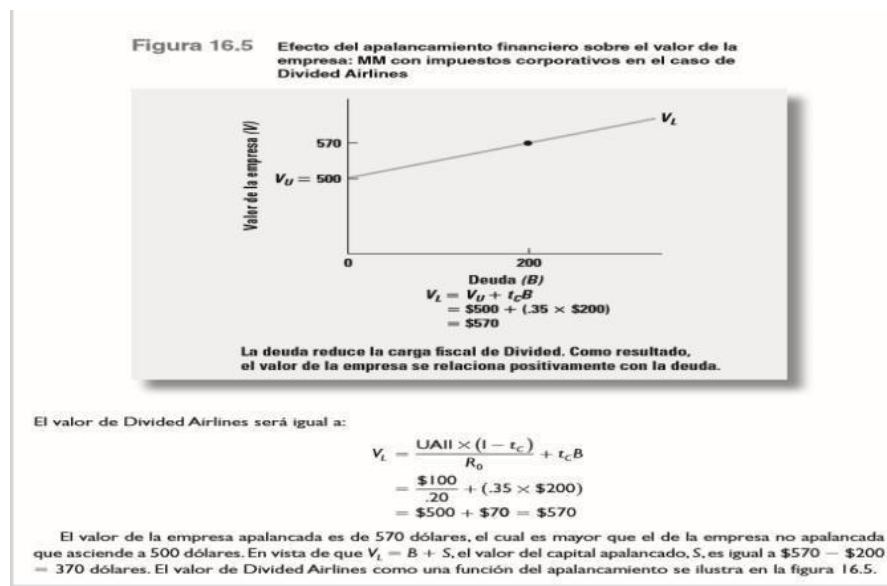 Figura 16.5 Efecto del apalancamiento financiero sobre el valor de la
empresa: MM con impuestos corporativos en el caso de
Divided Airlines
Valor de la empresa (V)
V_L
570
V_U = 500
0 200
Deuda (B)
V_L = V_U + t_C B
= $500 + (.35 × $200)
= $570
La deuda reduce la carga fiscal de Divided. Como resultado,
el valor de la empresa se relaciona positivamente con la deuda.
El valor de Divided Airlines será igual a:
V_L = UAII × (1 − t_C) / R_0 + t_C B
= $100 / .20 + (.35 × $200)
= $500 + $70 = $570
El valor de la empresa apalancada es de 570 dólares, el cual es mayor que el de la empresa no apalancada
que asciende a 500 dólares. En vista de que V_L = B + S, el valor del capital apalancado, S, es igual a $570 − $200
= 370 dólares. El valor de Divided Airlines como una función del apalancamiento se ilustra en la figura 16.5.